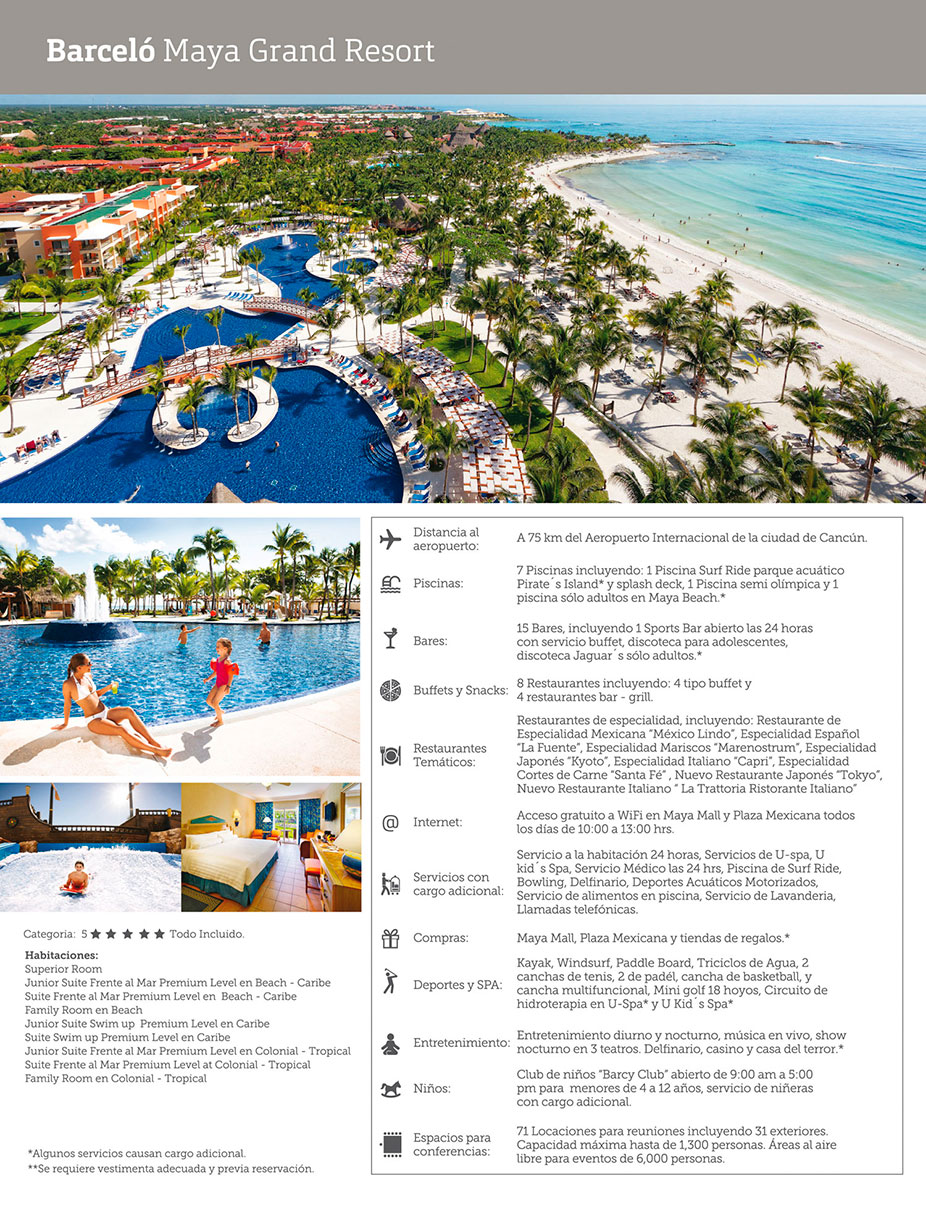 Barceló Maya Grand Resort
Distancia al
aeropuerto:
A 75 km del Aeropuerto Internacional de la ciudad de Cancún.
Piscinas:
7 Piscinas incluyendo: 1 Piscina Surf Ride parque acuático
Pirate´s Island* y splash deck, 1 Piscina semi olímpica y 1
piscina sólo adultos en Maya Beach.*
Bares:
15 Bares, incluyendo 1 Sports Bar abierto las 24 horas
con servicio buffet, discoteca para adolescentes,
discoteca Jaguar´s sólo adultos.*
Buffets y Snacks:
8 Restaurantes incluyendo: 4 tipo buffet y
4 restaurantes bar - grill.
Restaurantes
Temáticos:
Restaurantes de especialidad, incluyendo: Restaurante de
Especialidad Mexicana "México Lindo", Especialidad Español
"La Fuente", Especialidad Mariscos "Marenostrum", Especialidad
Japonés "Kyoto", Especialidad Italiano "Capri", Especialidad
Cortes de Carne "Santa Fé" , Nuevo Restaurante Japonés "Tokyo",
Nuevo Restaurante Italiano " La Trattoria Ristorante Italiano"
@ Internet:
Acceso gratuito a WiFi en Maya Mall y Plaza Mexicana todos
los días de 10:00 a 13:00 hrs.
Servicios con
cargo adicional:
Servicio a la habitación 24 horas, Servicios de U-spa, U
kid´s Spa, Servicio Médico las 24 hrs, Piscina de Surf Ride,
Bowling, Delfinario, Deportes Acuáticos Motorizados,
Servicio de alimentos en piscina, Servicio de Lavanderia,
Llamadas telefónicas.
Compras:
Maya Mall, Plaza Mexicana y tiendas de regalos.*
Deportes y SPA:
Kayak, Windsurf, Paddle Board, Triciclos de Agua, 2
canchas de tenis, 2 de padél, cancha de basketball, y
cancha multifuncional, Mini golf 18 hoyos, Circuito de
hidroterapia en U-Spa* y U Kid´s Spa*
Entretenimiento:
Entretenimiento diurno y nocturno, música en vivo, show
nocturno en 3 teatros. Delfinario, casino y casa del terror.*
Niños:
Club de niños "Barcy Club" abierto de 9:00 am a 5:00
pm para menores de 4 a 12 años, servicio de niñeras
con cargo adicional.
Espacios para
conferencias:
71 Locaciones para reuniones incluyendo 31 exteriores.
Capacidad máxima hasta de 1,300 personas. Áreas al aire
libre para eventos de 6,000 personas.
Categoria: 5 ★ ★ ★ ★ ★ Todo Incluido.
Habitaciones:
Superior Room
Junior Suite Frente al Mar Premium Level en Beach - Caribe
Suite Frente al Mar Premium Level en Beach - Caribe
Family Room en Beach
Junior Suite Swim up Premium Level en Caribe
Suite Swim up Premium Level en Caribe
Junior Suite Frente al Mar Premium Level en Colonial - Tropical
Suite Frente al Mar Premium Level at Colonial - Tropical
Family Room en Colonial - Tropical
*Algunos servicios causan cargo adicional.
**Se requiere vestimenta adecuada y previa reservación.